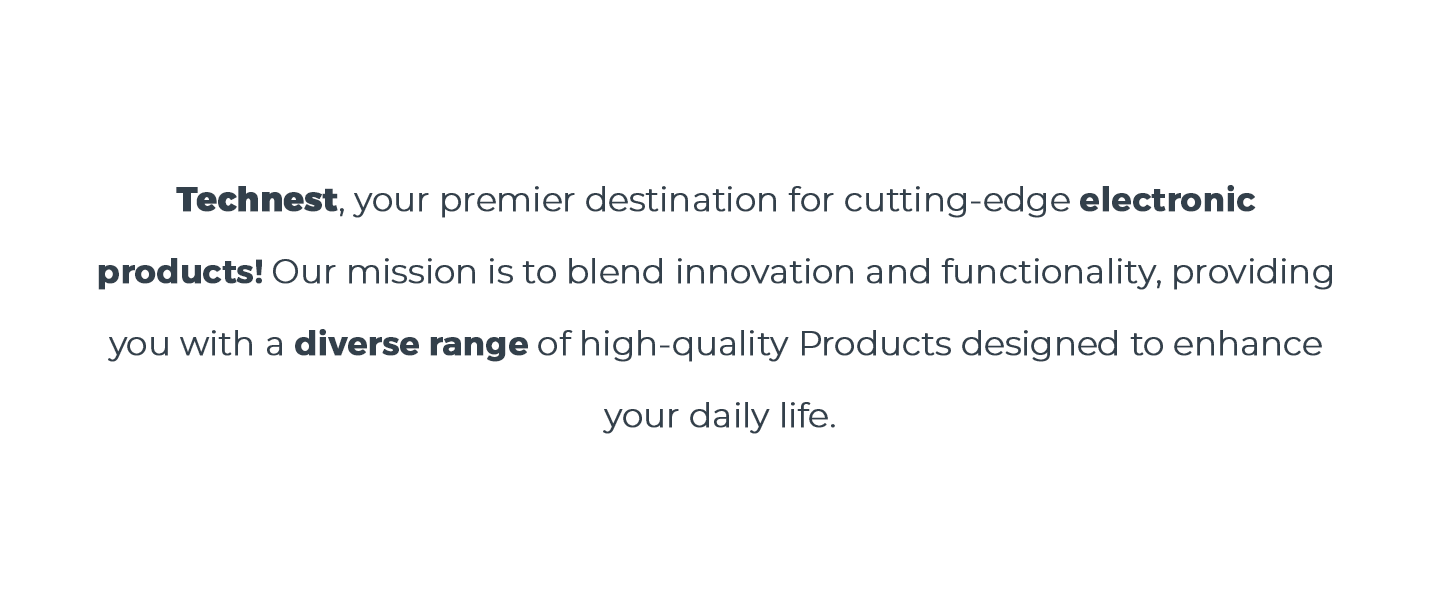 Technest, your premier destination for cutting-edge electronic
products! Our mission is to blend innovation and functionality, providing
you with a diverse range of high-quality Products designed to enhance
your daily life.